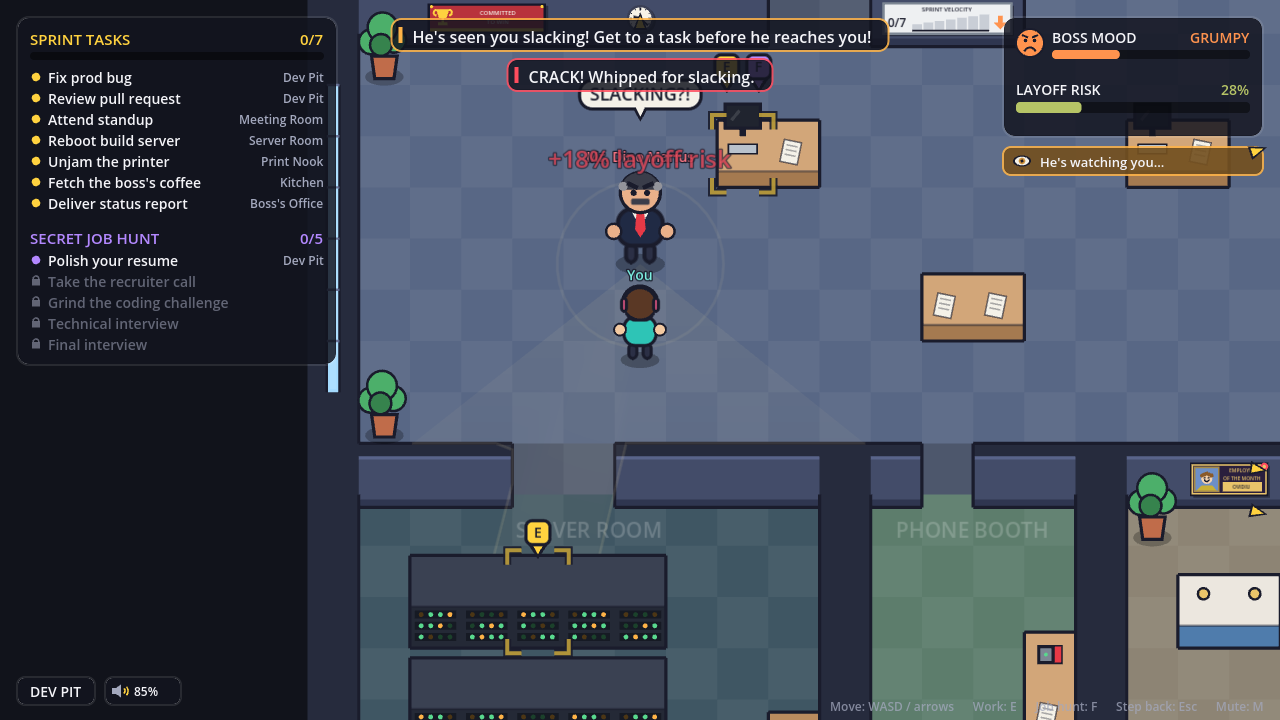 SPRINT TASKS 0/7
Fix prod bug Dev Pit
Review pull request Dev Pit
Attend standup Meeting Room
Reboot build server Server Room
Unjam the printer Print Nook
Fetch the boss's coffee Kitchen
Deliver status report Boss's Office
SECRET JOB HUNT 0/5
Polish your resume Dev Pit
Take the recruiter call
Grind the coding challenge
Technical interview
Final interview
COMMITTED
SPRINT VELOCITY
0/7
He's seen you slacking! Get to a task before he reaches you!
CRACK! Whipped for slacking.
SLACKING?!
+18% layoff risk
You
BOSS MOOD GRUMPY
LAYOFF RISK 28%
He's watching you...
EMPLOYEE
OF THE MONTH
SERVER ROOM
E
PHONE BOOTH
DEV PIT
85%
Move: WASD / arrows Work: E Step back: Esc Mute: M